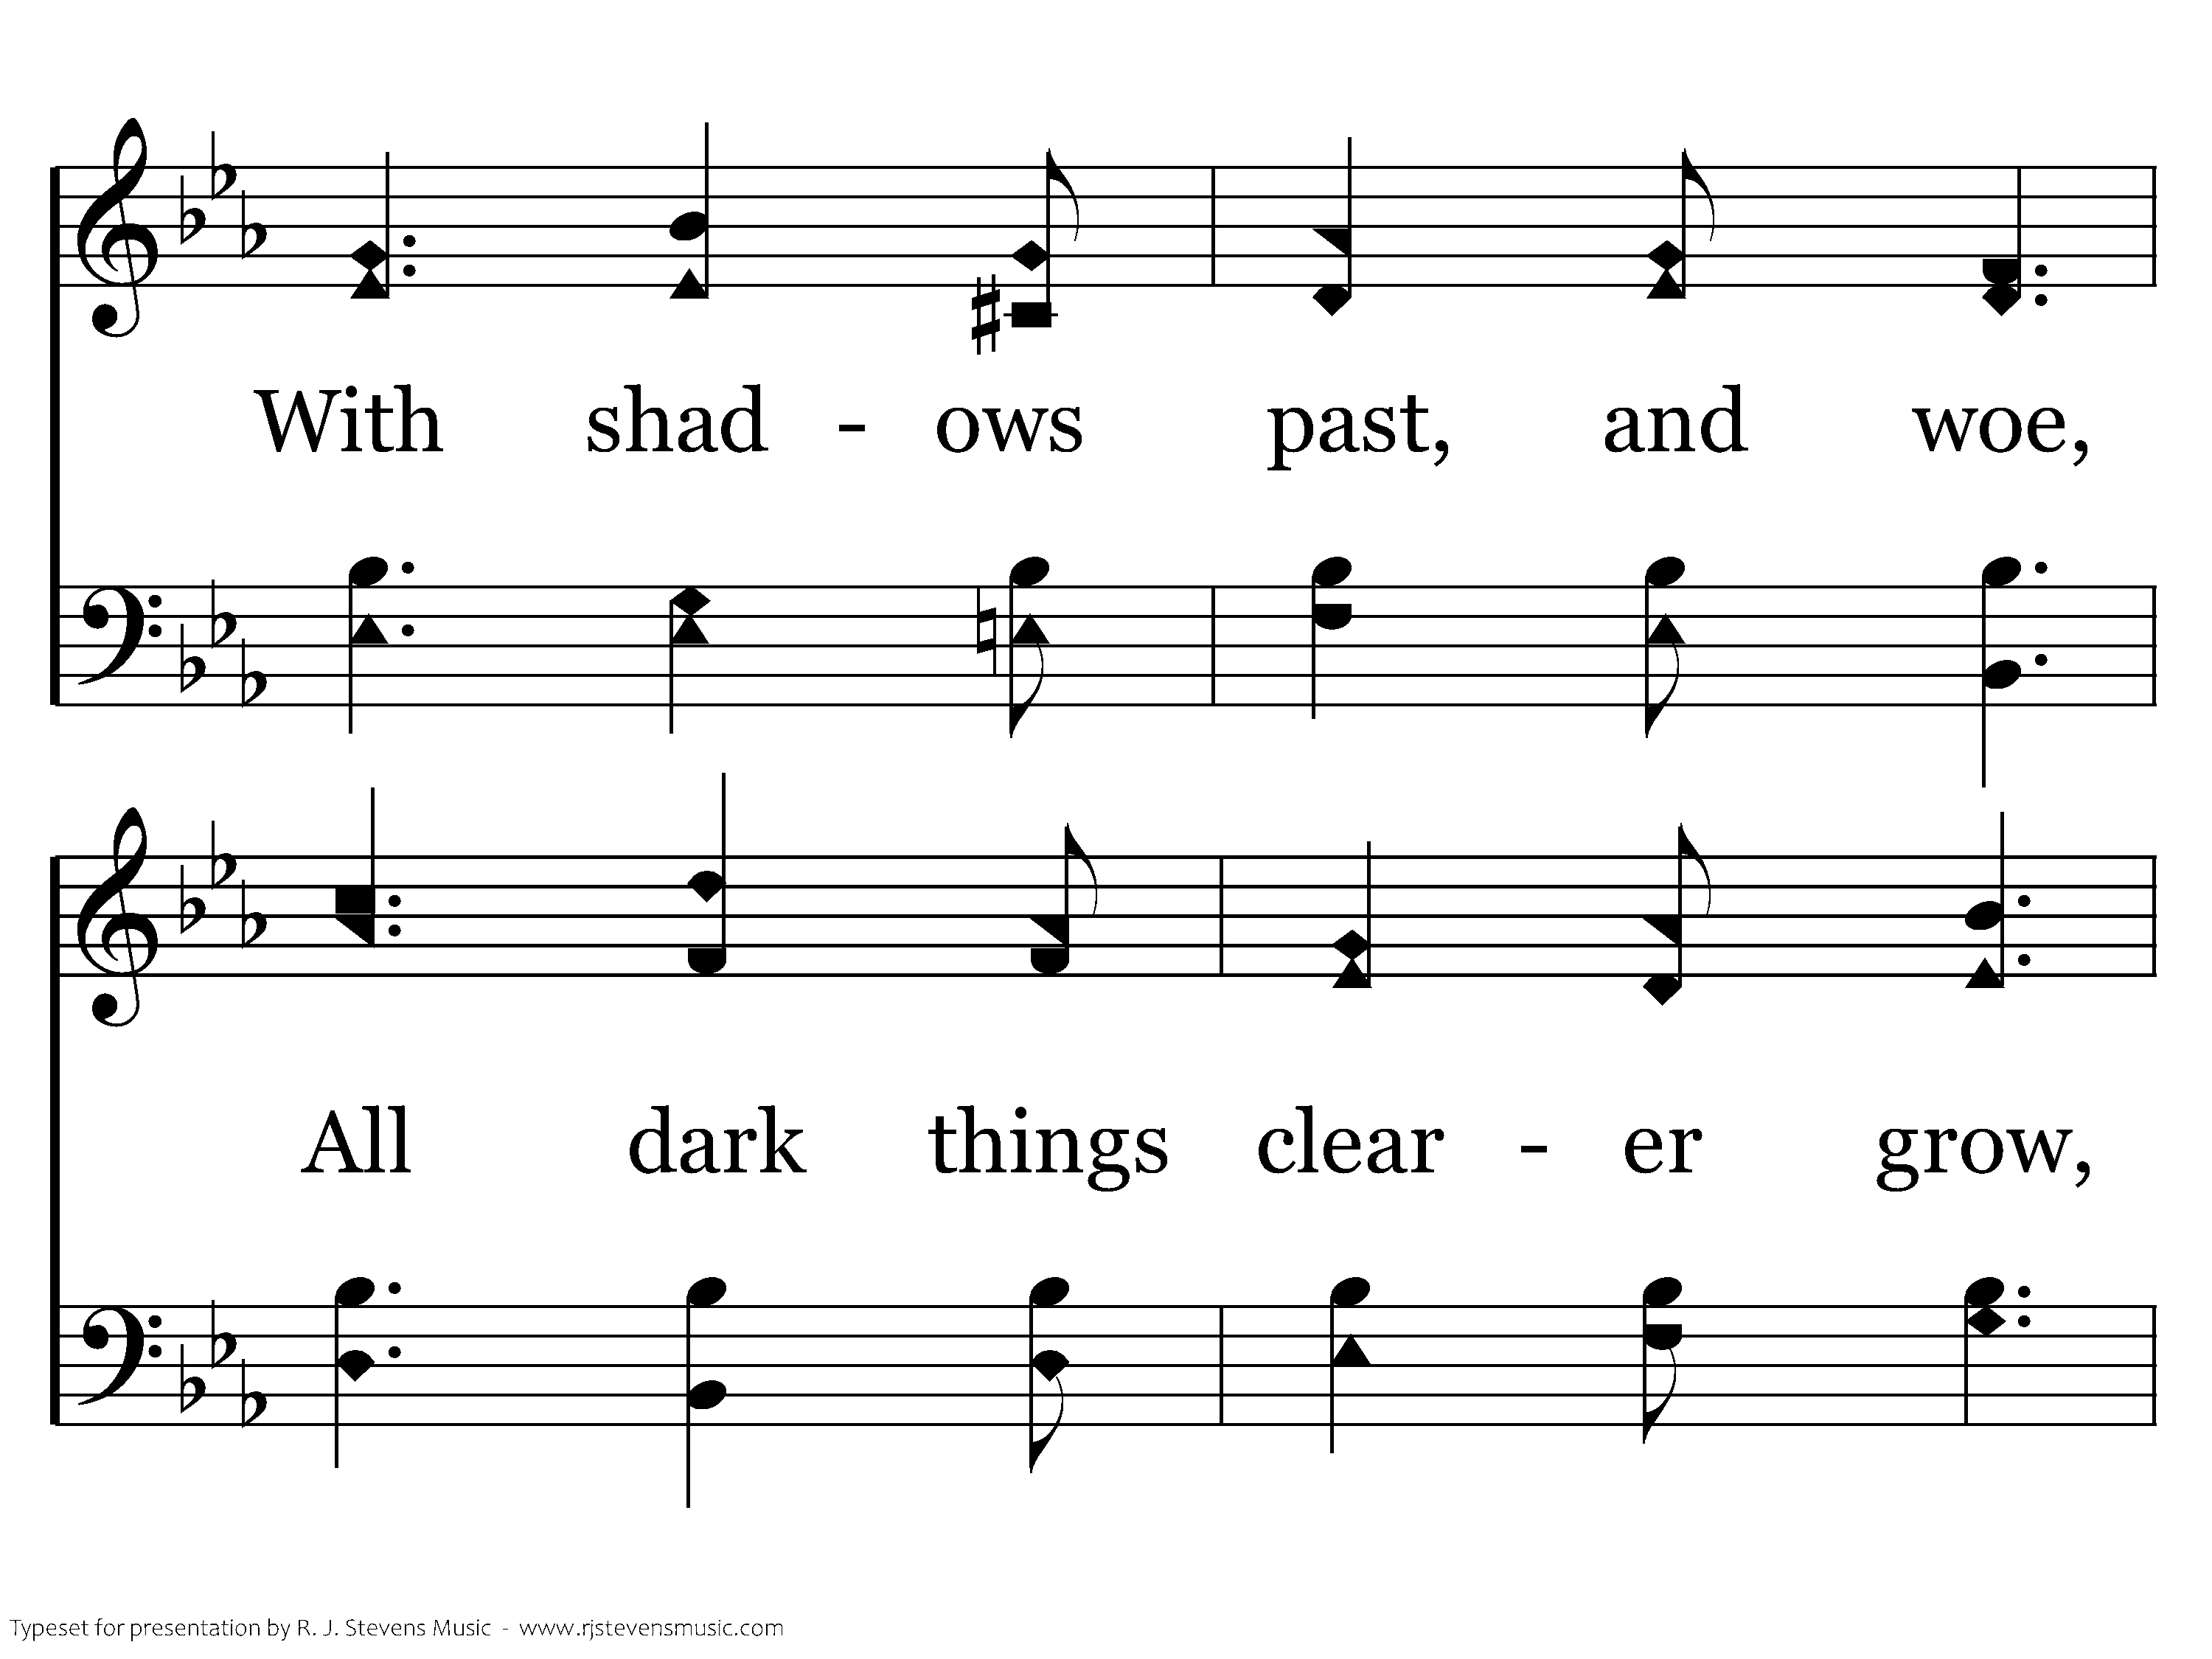 With shad - ows past, and woe,
All dark things clear - er grow,
Typeset for presentation by R. J. Stevens Music - www.rjstevensmusic.com